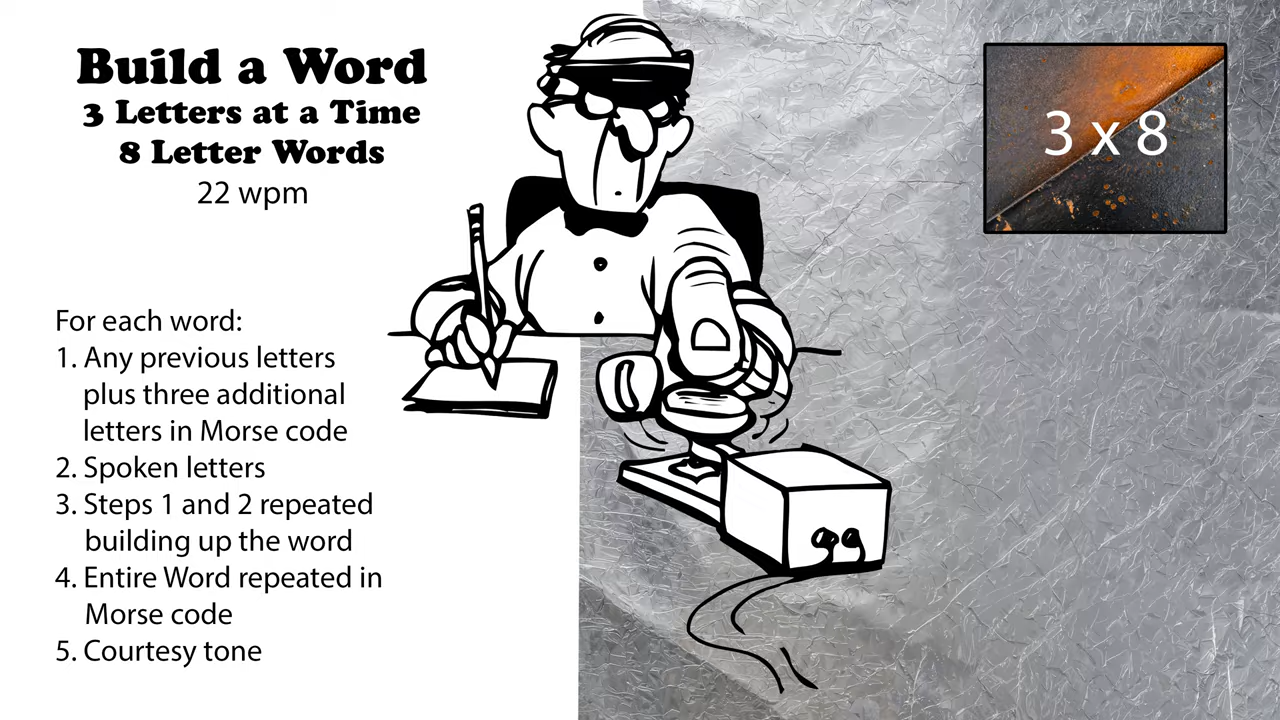 Build a Word
3 Letters at a Time
8 Letter Words
22 wpm
3 x 8
For each word:
1. Any previous letters
plus three additional
letters in Morse code
2. Spoken letters
3. Steps 1 and 2 repeated
building up the word
4. Entire Word repeated in
Morse code
5. Courtesy tone